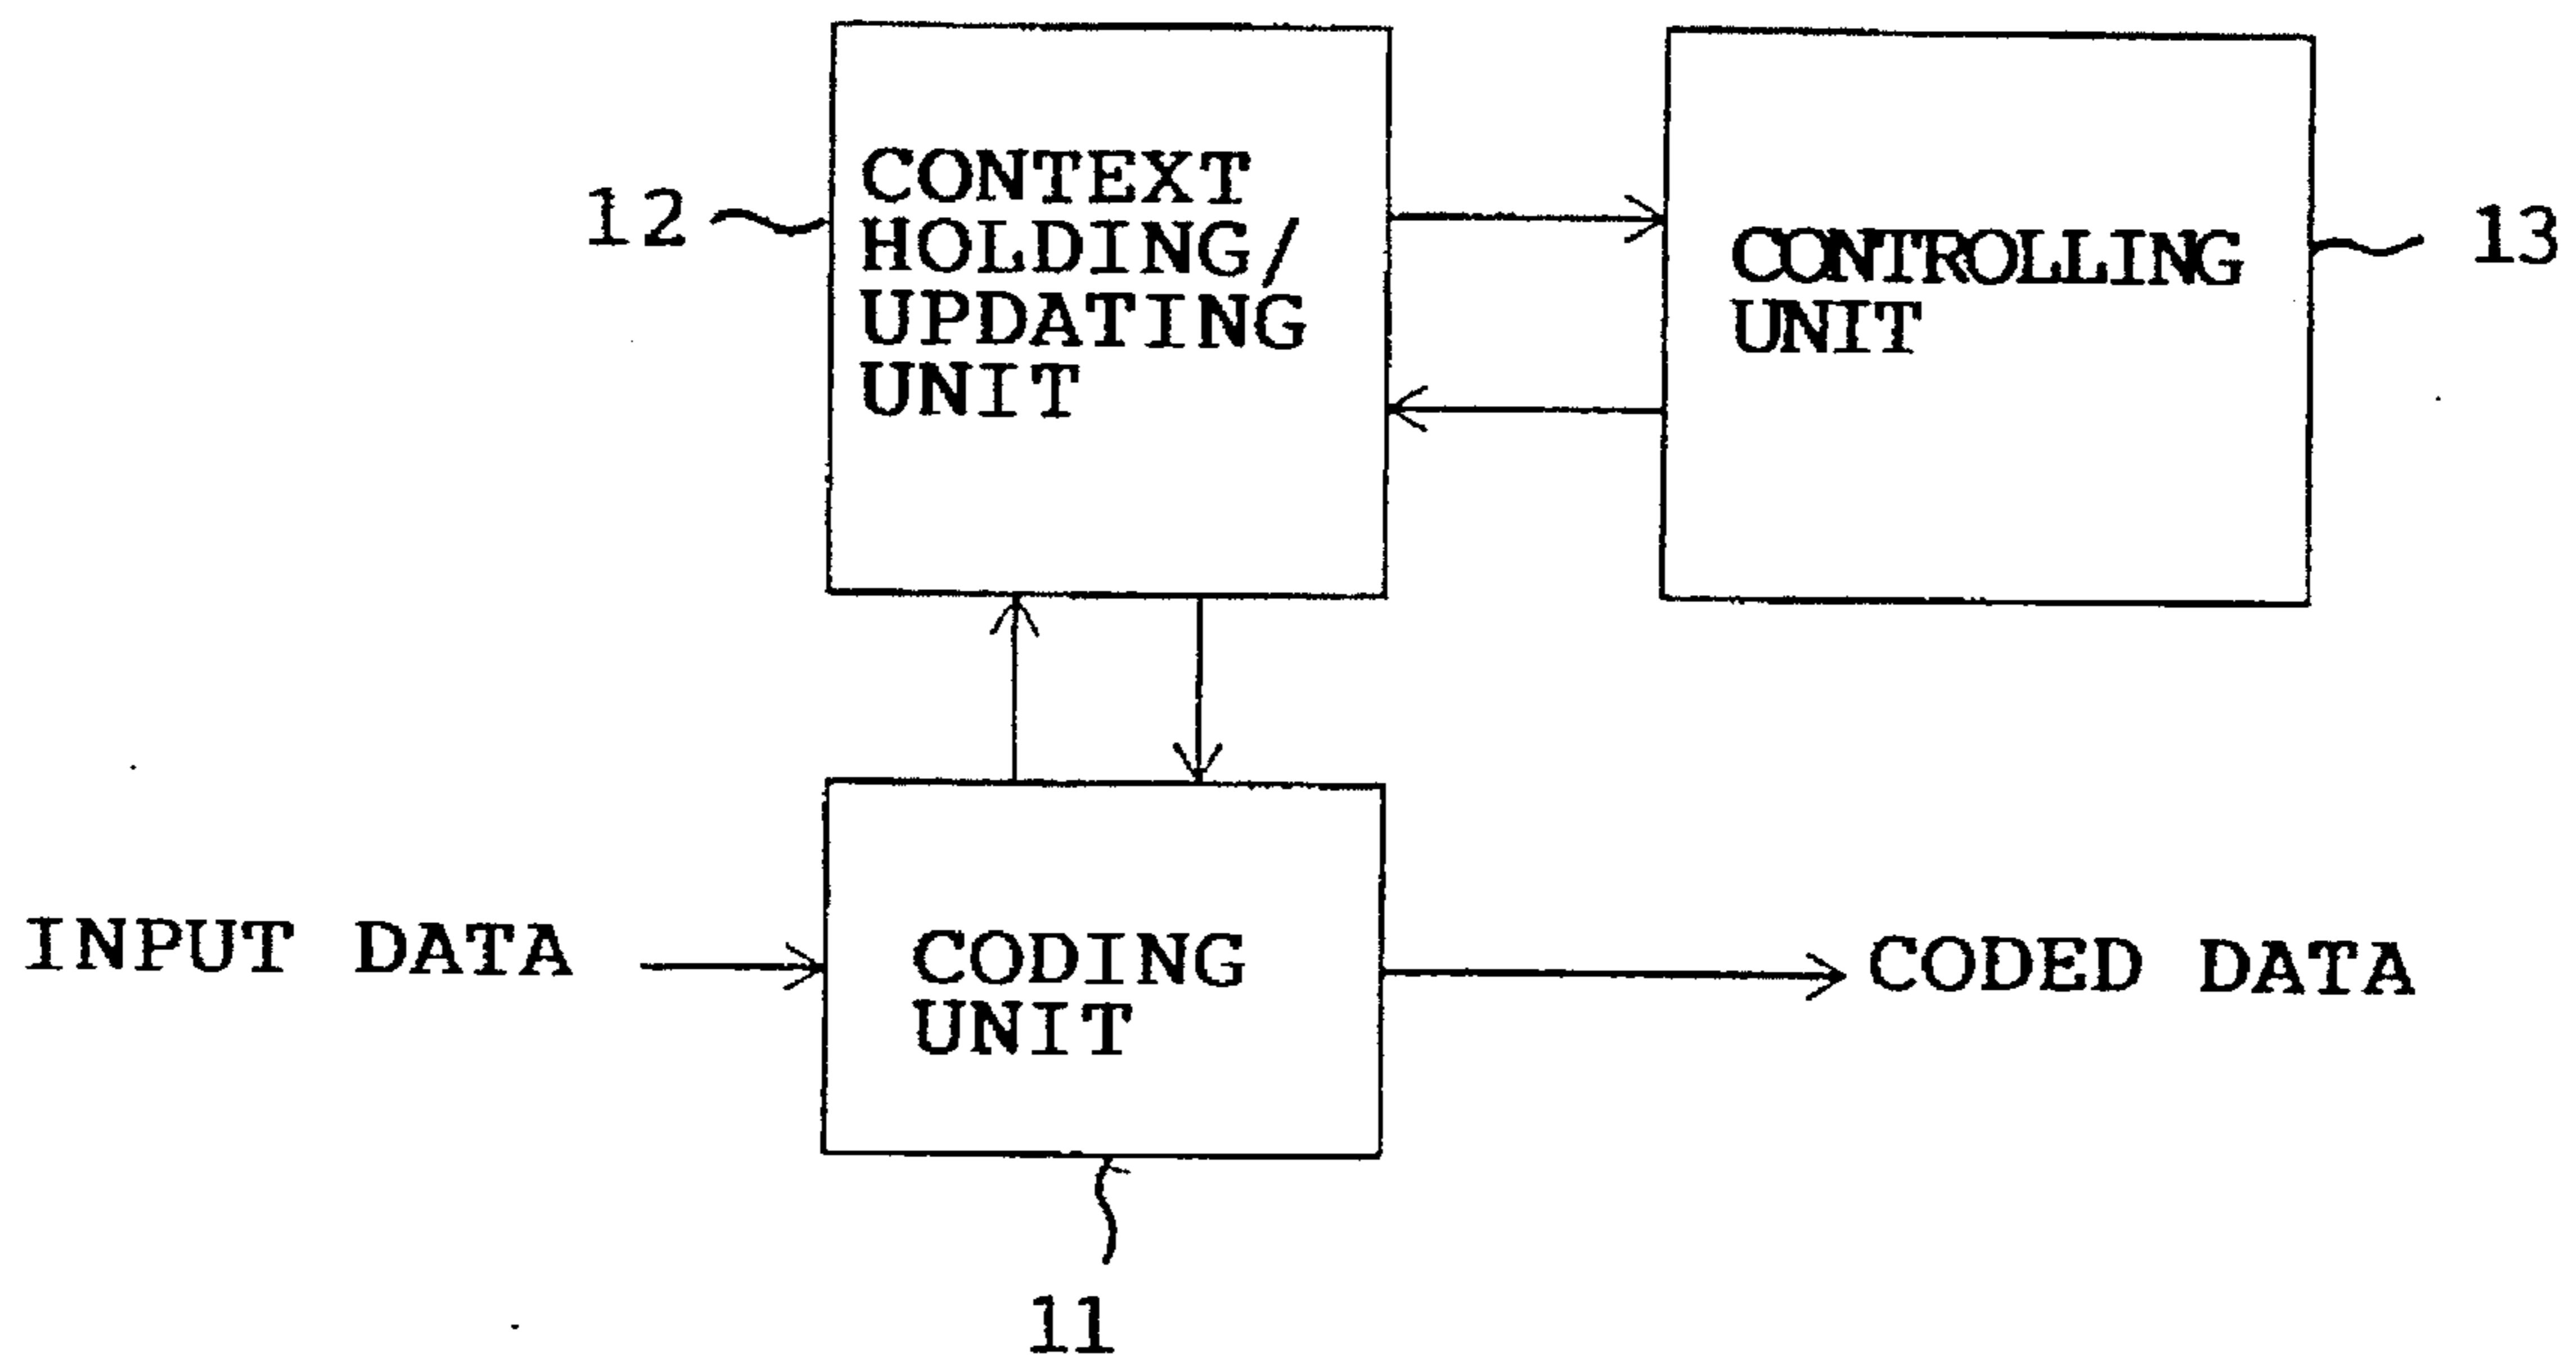 12
CONTEXT
HOLDING/
UPDATING
UNIT
CONTROLLING
UNIT
13
INPUT DATA
CODING
UNIT
CODED DATA
11